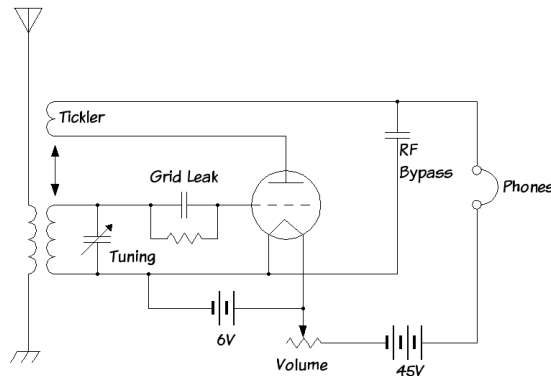 Tickler
Grid Leak
RF
Bypass
Phones
Tuning
6V
Volume
45V